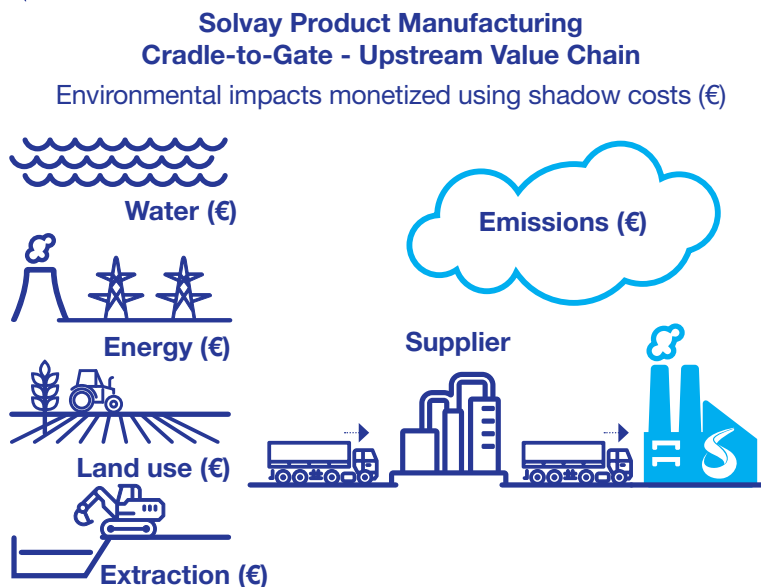 Solvay Product Manufacturing
Cradle-to-Gate - Upstream Value Chain
Environmental impacts monetized using shadow costs (€)
Water (€)
Emissions (€)
Energy (€)
Supplier
Land use (€)
Extraction (€)